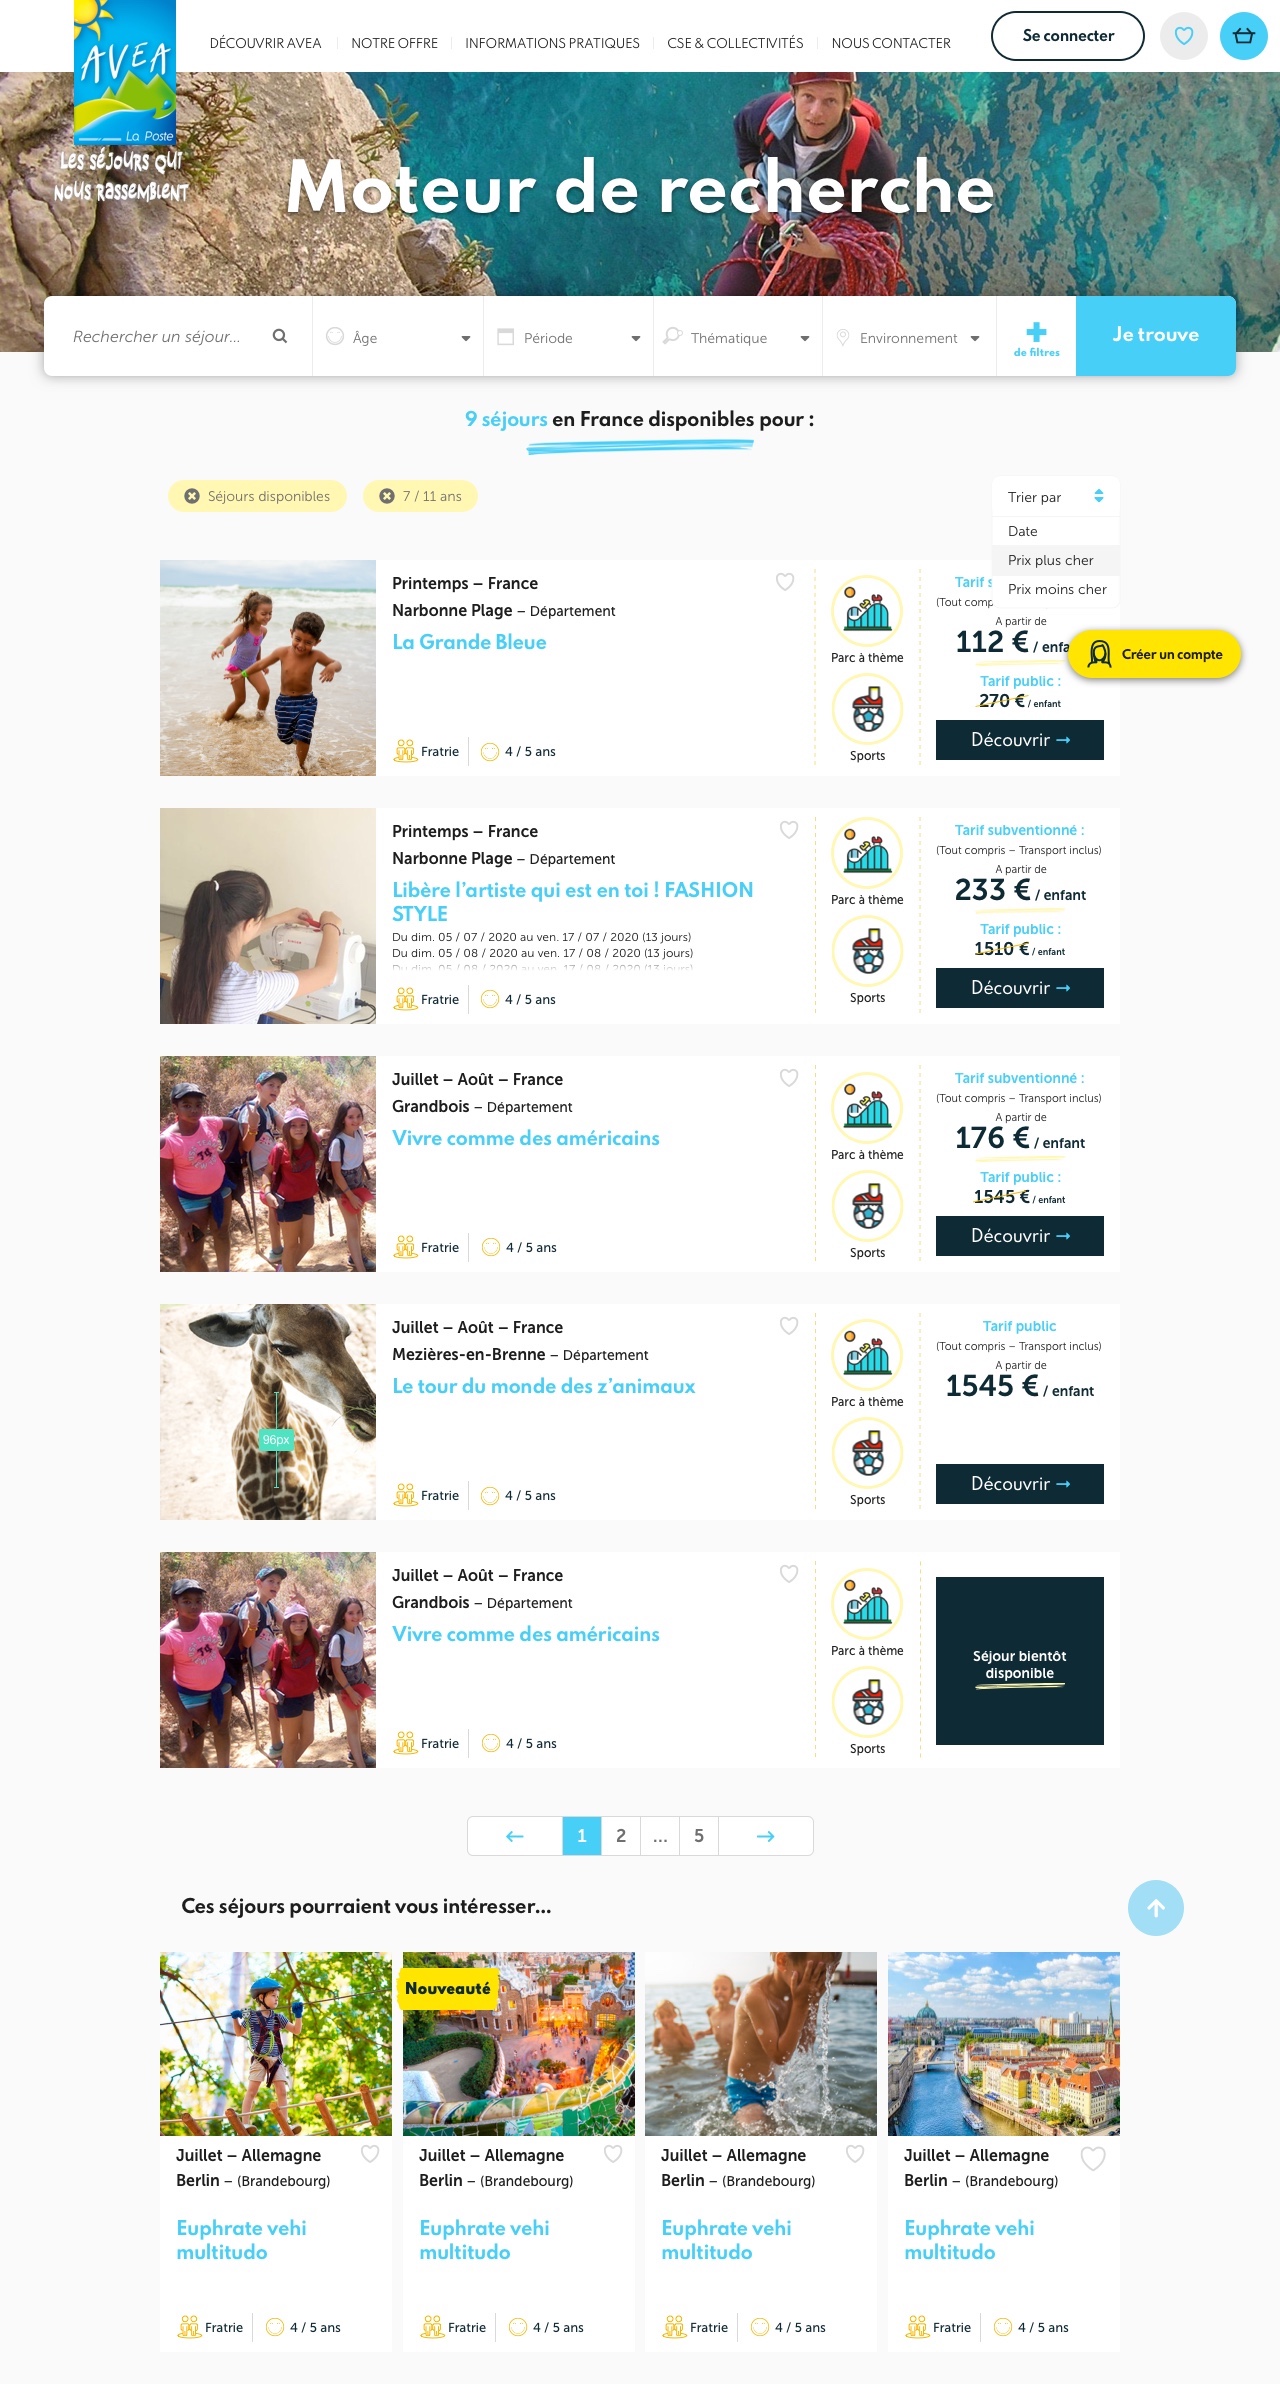 AVEA
La Poste
Les séjours qui
nous rassemblent
DÉCOUVRIR AVEA
NOTRE OFFRE
INFORMATIONS PRATIQUES
CSE & COLLECTIVITÉS
NOUS CONTACTER
Se connecter
Moteur de recherche
Rechercher un séjour...
Âge
Période
Thématique
Environnement
de filtres
Je trouve
9 séjours en France disponibles pour :
Séjours disponibles
7 / 11 ans
Trier par
Date
Prix plus cher
Prix moins cher
Printemps – France
Narbonne Plage – Département
La Grande Bleue
Fratrie
4 / 5 ans
Parc à thème
Sports
Tarif s
(Tout comp
A partir de
112 € / enfa
Tarif public :
270 € / enfant
Découvrir
Créer un compte
Printemps – France
Narbonne Plage – Département
Libère l'artiste qui est en toi ! FASHION
STYLE
Du dim. 05 / 07 / 2020 au ven. 17 / 07 / 2020 (13 jours)
Du dim. 05 / 08 / 2020 au ven. 17 / 08 / 2020 (13 jours)
Du dim. 05 / 08 / 2020 au ven. 17 / 08 / 2020 (13 jours)
Fratrie
4 / 5 ans
Parc à thème
Sports
Tarif subventionné :
(Tout compris – Transport inclus)
A partir de
233 € / enfant
Tarif public :
1510 € / enfant
Découvrir
Juillet – Août – France
Grandbois – Département
Vivre comme des américains
Fratrie
4 / 5 ans
Parc à thème
Sports
Tarif subventionné :
(Tout compris – Transport inclus)
A partir de
176 € / enfant
Tarif public :
1545 € / enfant
Découvrir
96px
Juillet – Août – France
Mezières-en-Brenne – Département
Le tour du monde des z'animaux
Fratrie
4 / 5 ans
Parc à thème
Sports
Tarif public
(Tout compris – Transport inclus)
A partir de
1545 € / enfant
Découvrir
Juillet – Août – France
Grandbois – Département
Vivre comme des américains
Fratrie
4 / 5 ans
Parc à thème
Sports
Séjour bientôt
disponible
1
2
...
5
Ces séjours pourraient vous intéresser...
Juillet – Allemagne
Berlin – (Brandebourg)
Euphrate vehi
multitudo
Fratrie
4 / 5 ans
Nouveauté
Juillet – Allemagne
Berlin – (Brandebourg)
Euphrate vehi
multitudo
Fratrie
4 / 5 ans
Juillet – Allemagne
Berlin – (Brandebourg)
Euphrate vehi
multitudo
Fratrie
4 / 5 ans
Juillet – Allemagne
Berlin – (Brandebourg)
Euphrate vehi
multitudo
Fratrie
4 / 5 ans